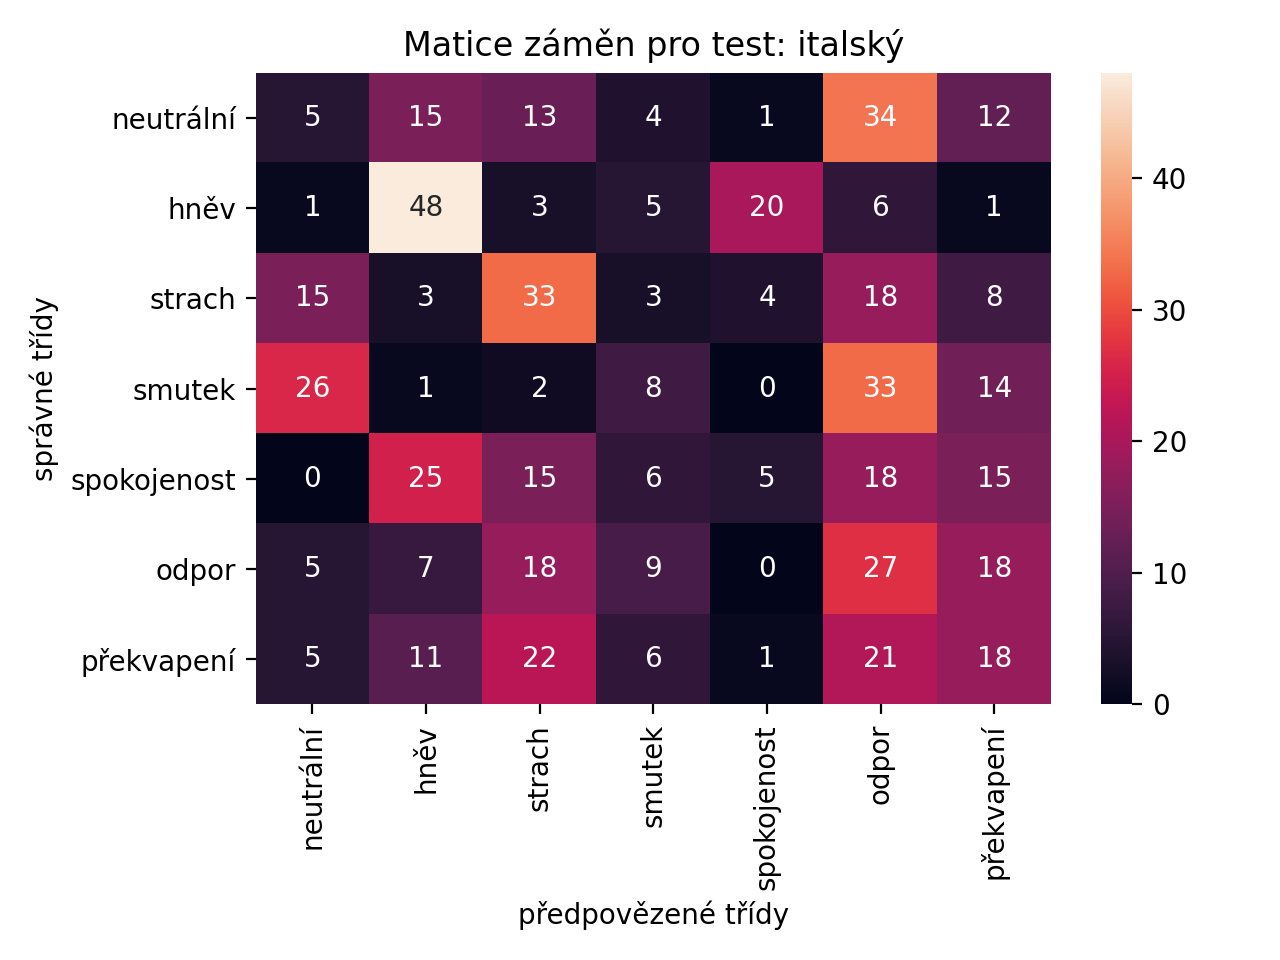 Matice záměn pro test: italský
neutrální 5 15 13 4 1 34 12
hněv 1 48 3 5 20 6 1
strach 15 3 33 3 4 18 8
smutek 26 1 2 8 0 33 14
spokojenost 0 25 15 6 5 18 15
odpor 5 7 18 9 0 27 18
překvapení 5 11 22 6 1 21 18
správné třídy
neutrální hněv strach smutek spokojenost odpor překvapení
předpovězené třídy
40
30
20
10
0